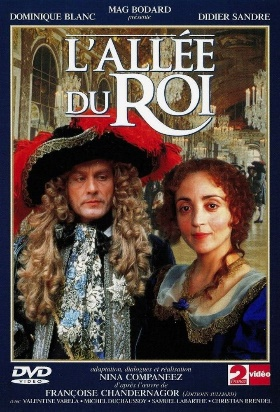 MAG BODARD
présente
DOMINIQUE BLANC
DIDIER SANDRE
L'ALLÉE
DU ROI
adaptation, dialogues et réalisation
NINA COMPANEEZ
d'après l'œuvre de
FRANÇOISE CHANDERNAGOR (ÉDITIONS JULLIARD)
avec VALENTINE VARELA • MICHEL DUCHAUSSOY • SAMUEL LABARTHE • CHRISTIAN BRENDEL
DVD
VIDEO
2 vidéo
FRANCE